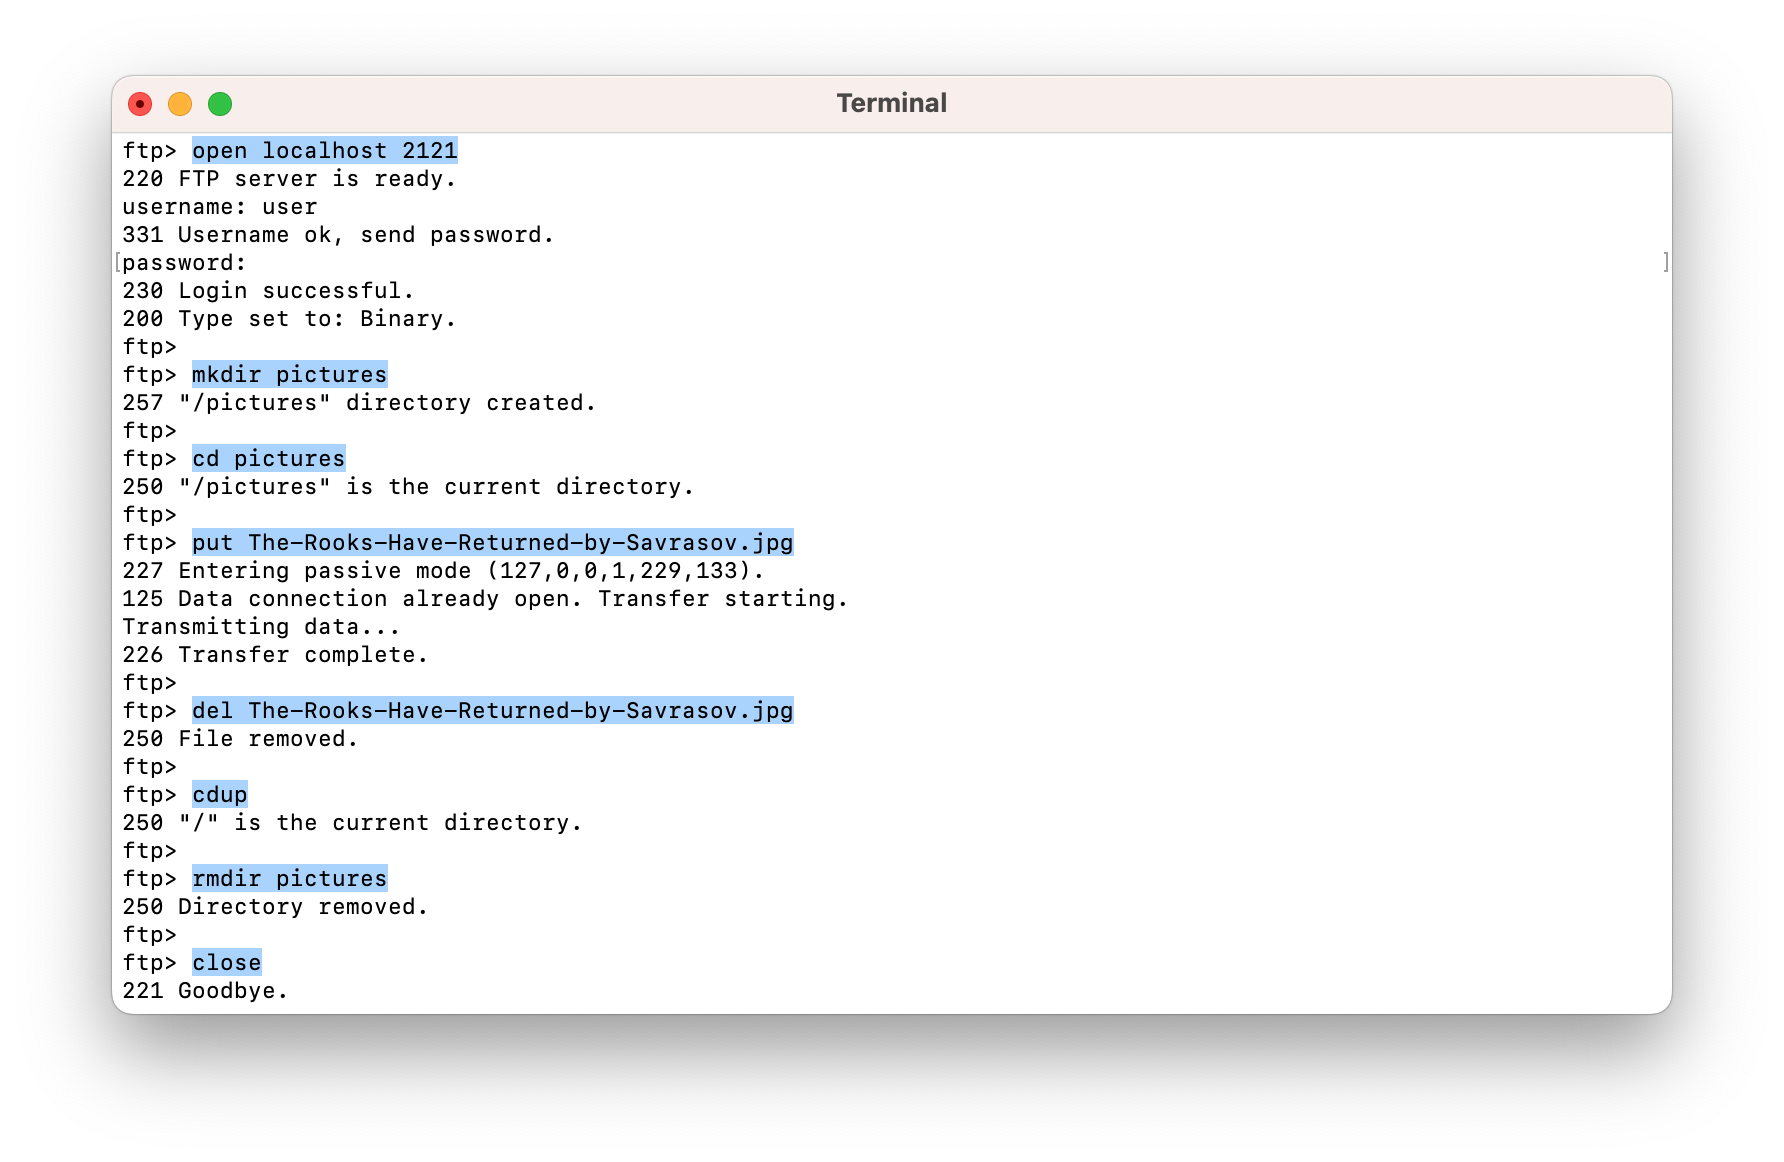 Terminal
ftp> open localhost 2121
220 FTP server is ready.
username: user
331 Username ok, send password.
[password: ]
230 Login successful.
200 Type set to: Binary.
ftp>
ftp> mkdir pictures
257 "/pictures" directory created.
ftp>
ftp> cd pictures
250 "/pictures" is the current directory.
ftp>
ftp> put The-Rooks-Have-Returned-by-Savrasov.jpg
227 Entering passive mode (127,0,0,1,229,133).
125 Data connection already open. Transfer starting.
Transmitting data...
226 Transfer complete.
ftp>
ftp> del The-Rooks-Have-Returned-by-Savrasov.jpg
250 File removed.
ftp>
ftp> cdup
250 "/" is the current directory.
ftp>
ftp> rmdir pictures
250 Directory removed.
ftp>
ftp> close
221 Goodbye.